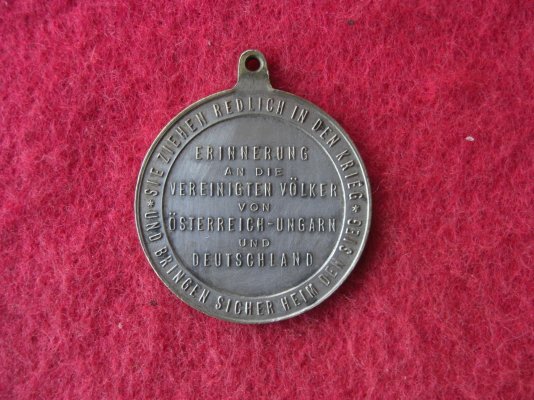 * SIE ZIEHEN REDLICH IN DEN KRIEG *
UND BRINGEN SICHER HEIM DEN SIEG
ERINNERUNG
AN DIE
VEREINIGTEN VÖLKER
VON
ÖSTERREICH-UNGARN
UND
DEUTSCHLAND